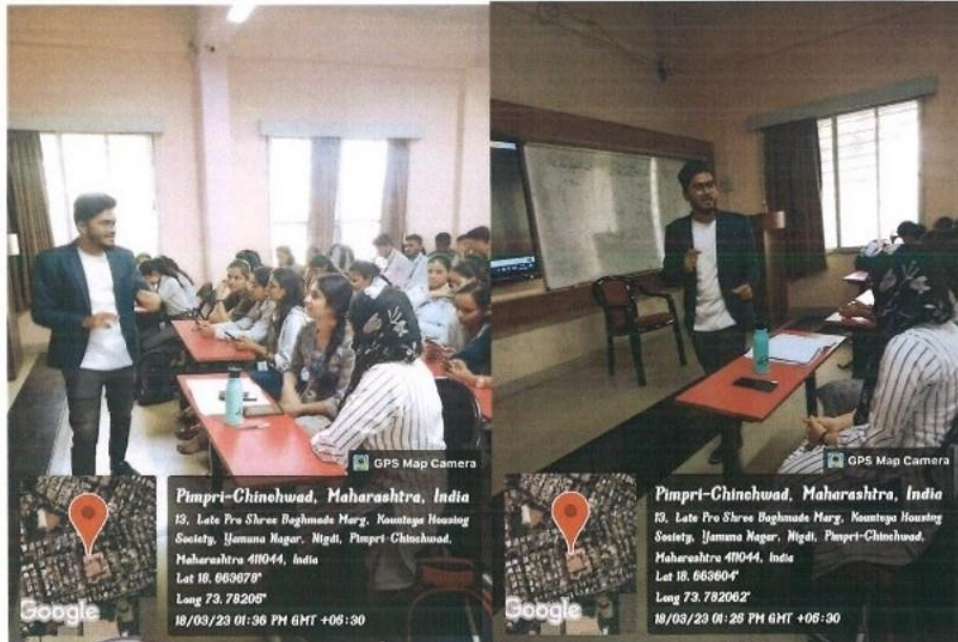 GPS Map Camera
Pimpri-Chinchwad, Maharashtra, India
13, Late Pro Shree Baghmade Marg, Kounteya Housing
Society, Yamuna Nagar, Nigdi, Pimpri-Chinchwad,
Maharashtra 411044, India
Lat 18.663678°
Long 73.78205°
18/03/23 01:36 PM GMT +05:30
Google
GPS Map Camera
Pimpri-Chinchwad, Maharashtra, India
13, Late Pro Shree Baghmade Marg, Kounteya Housing
Society, Yamuna Nagar, Nigdi, Pimpri-Chinchwad,
Maharashtra 411044, India
Lat 18.663604°
Long 73.782062°
18/03/23 01:25 PM GMT +05:30
Google